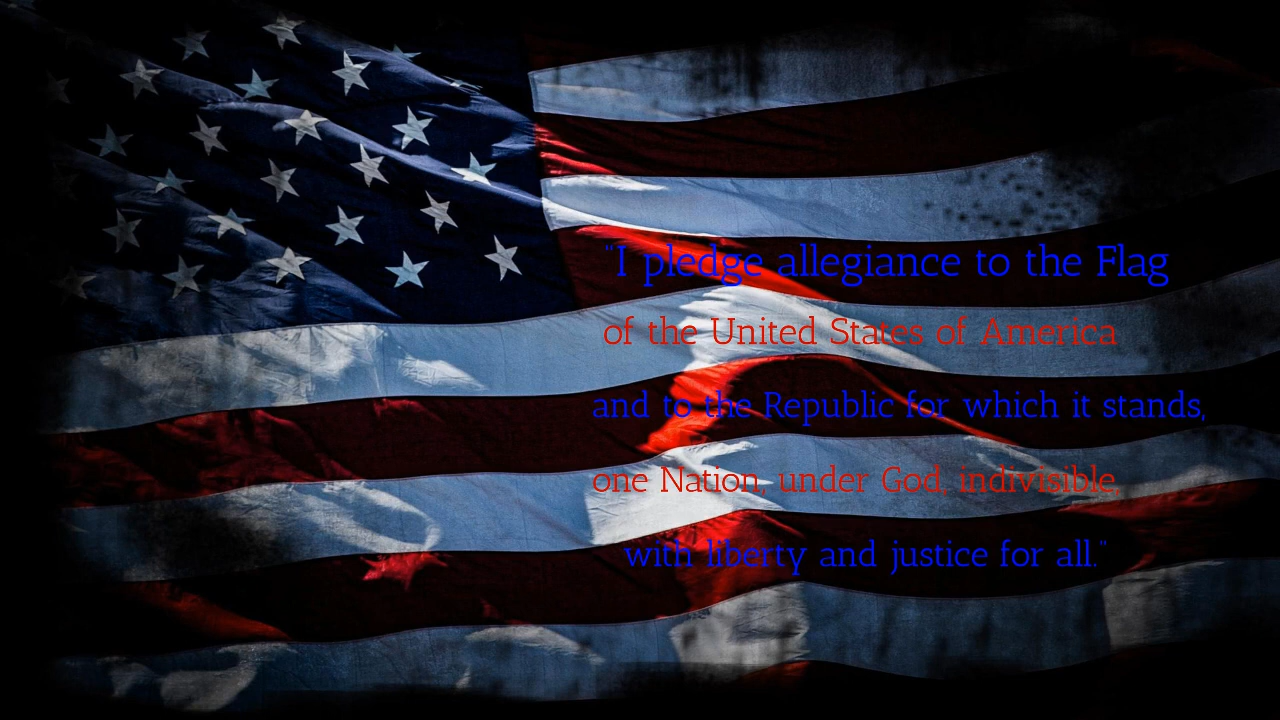 “I pledge allegiance to the Flag
of the United States of America
and to the Republic for which it stands,
one Nation, under God, indivisible,
with liberty and justice for all.”